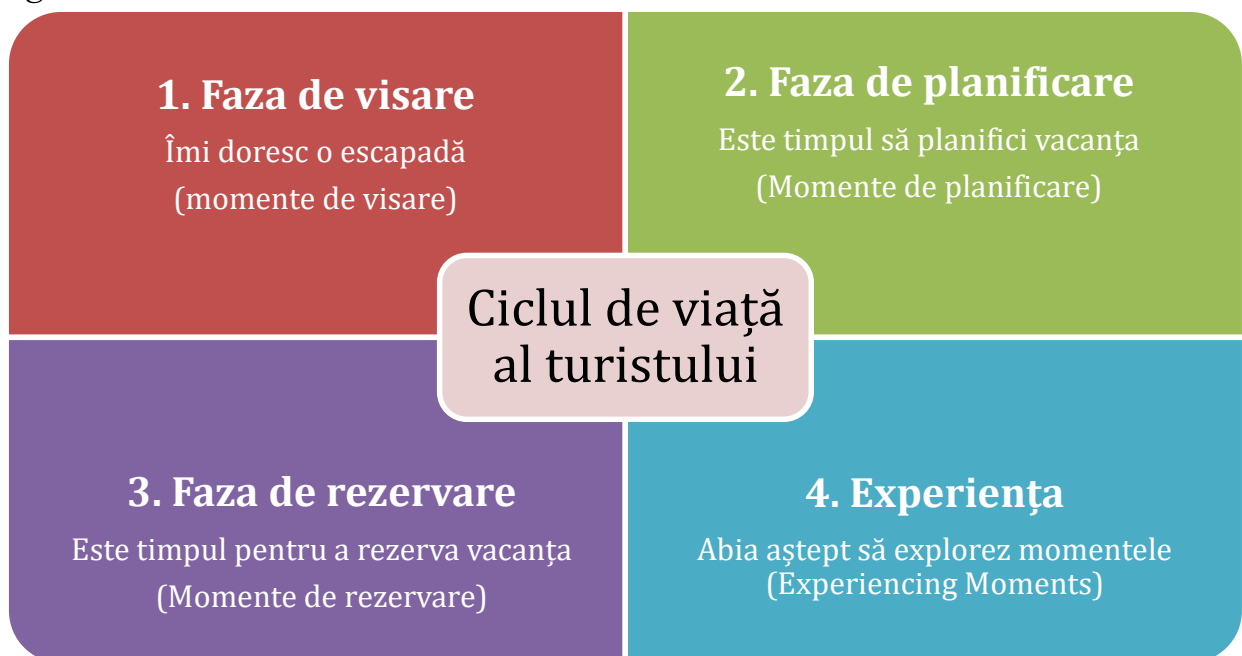 1. Faza de visare
Îmi doresc o escapadă
(momente de visare)
2. Faza de planificare
Este timpul să planifici vacanța
(Momente de planificare)
Ciclul de viață
al turistului
3. Faza de rezervare
Este timpul pentru a rezerva vacanța
(Momente de rezervare)
4. Experiența
Abia aștept să explorez momentele
(Experiencing Moments)